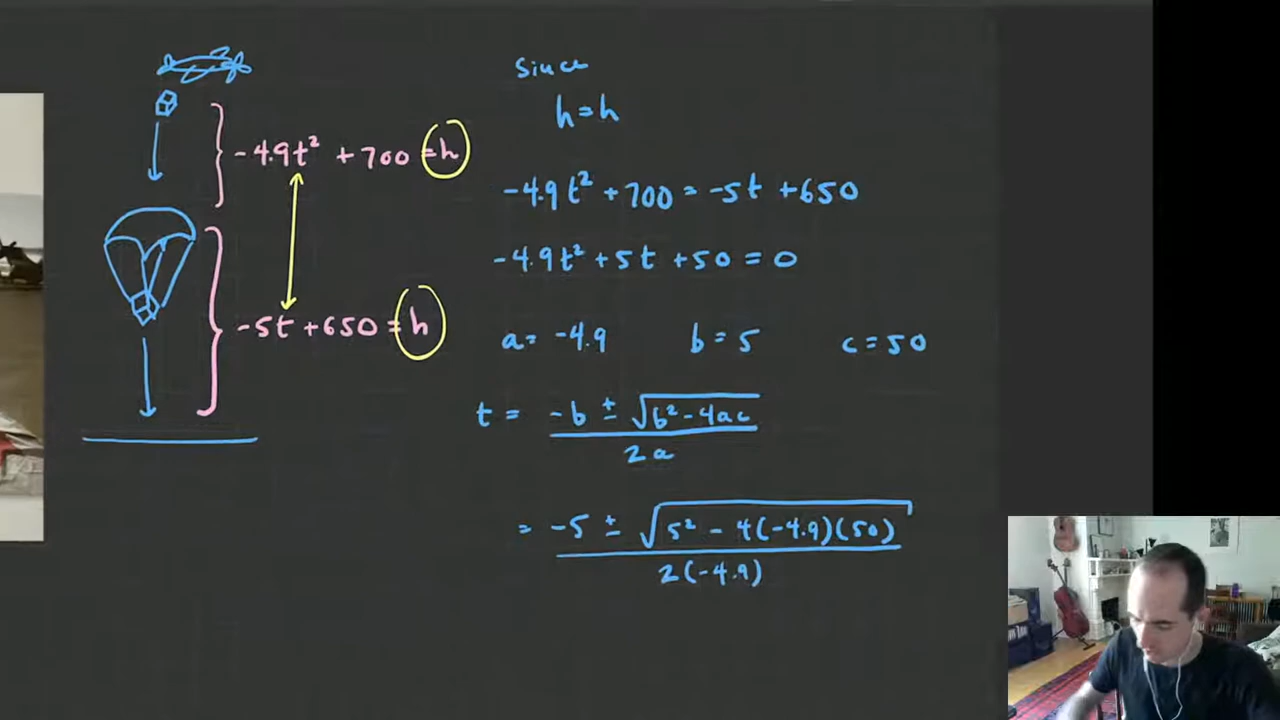 -4.9t² + 700 = h
-5t + 650 = h
Since
h = h
-4.9t² + 700 = -5t + 650
-4.9t² + 5t + 50 = 0
a = -4.9 b = 5 c = 50
t = (-b ± √(b² - 4ac)) / 2a
= (-5 ± √(5² - 4(-4.9)(50))) / 2(-4.9)